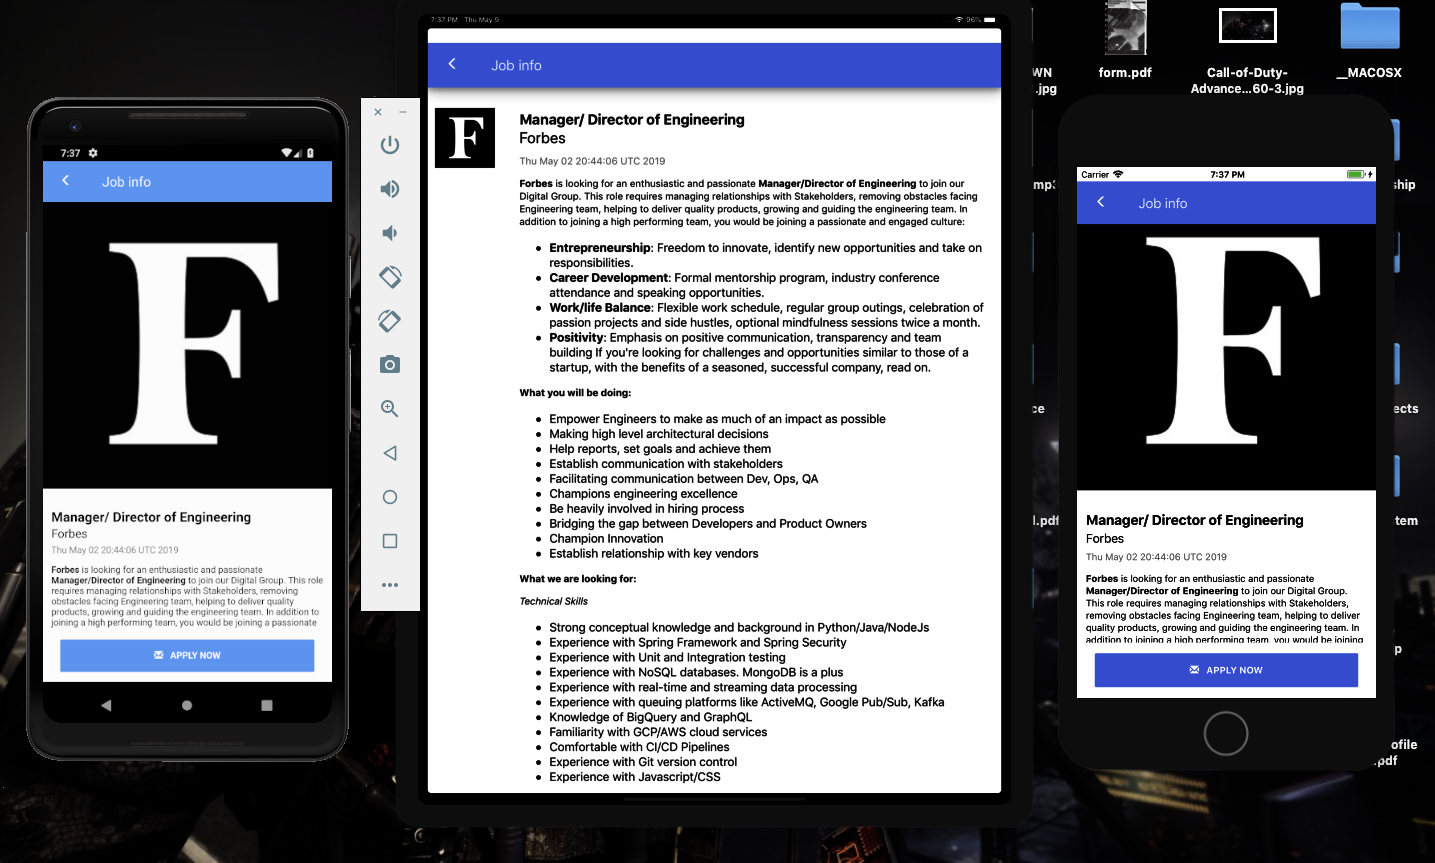 7:37
Job info
F
Manager/ Director of Engineering
Forbes
Thu May 02 20:44:06 UTC 2019
Forbes is looking for an enthusiastic and passionate
Manager/Director of Engineering to join our Digital Group. This role
requires managing relationships with Stakeholders, removing
obstacles facing Engineering team, helping to deliver quality
products, growing and guiding the engineering team. In addition to
joining a high performing team, you would be joining a passionate
APPLY NOW
7:37 PM Thu May 9
96%
Job info
F
Manager/ Director of Engineering
Forbes
Thu May 02 20:44:06 UTC 2019
Forbes is looking for an enthusiastic and passionate Manager/Director of Engineering to join our
Digital Group. This role requires managing relationships with Stakeholders, removing obstacles facing
Engineering team, helping to deliver quality products, growing and guiding the engineering team. In
addition to joining a high performing team, you would be joining a passionate and engaged culture:
• Entrepreneurship: Freedom to innovate, identify new opportunities and take on
responsibilities.
• Career Development: Formal mentorship program, industry conference
attendance and speaking opportunities.
• Work/life Balance: Flexible work schedule, regular group outings, celebration of
passion projects and side hustles, optional mindfulness sessions twice a month.
• Positivity: Emphasis on positive communication, transparency and team
building If you're looking for challenges and opportunities similar to those of a
startup, with the benefits of a seasoned, successful company, read on.
What you will be doing:
• Empower Engineers to make as much of an impact as possible
• Making high level architectural decisions
• Help reports, set goals and achieve them
• Establish communication with stakeholders
• Facilitating communication between Dev, Ops, QA
• Champions engineering excellence
• Be heavily involved in hiring process
• Bridging the gap between Developers and Product Owners
• Champion Innovation
• Establish relationship with key vendors
What we are looking for:
Technical Skills
• Strong conceptual knowledge and background in Python/Java/NodeJs
• Experience with Spring Framework and Spring Security
• Experience with Unit and Integration testing
• Experience with NoSQL databases. MongoDB is a plus
• Experience with real-time and streaming data processing
• Experience with queuing platforms like ActiveMQ, Google Pub/Sub, Kafka
• Knowledge of BigQuery and GraphQL
• Familiarity with GCP/AWS cloud services
• Comfortable with CI/CD Pipelines
• Experience with Git version control
• Experience with Javascript/CSS
WN
.jpg
form.pdf
Call-of-Duty-
Advance...60-3.jpg
__MACOSX
Carrier
7:37 PM
Job info
F
Manager/ Director of Engineering
Forbes
Thu May 02 20:44:06 UTC 2019
Forbes is looking for an enthusiastic and passionate
Manager/Director of Engineering to join our Digital Group.
This role requires managing relationships with Stakeholders,
removing obstacles facing Engineering team, helping to deliver
quality products, growing and guiding the engineering team. In
addition to joining a high performing team, you would be joining
APPLY NOW
.mp3
ship
ce
ects
l.pdf
tem
p
ofile
.pdf